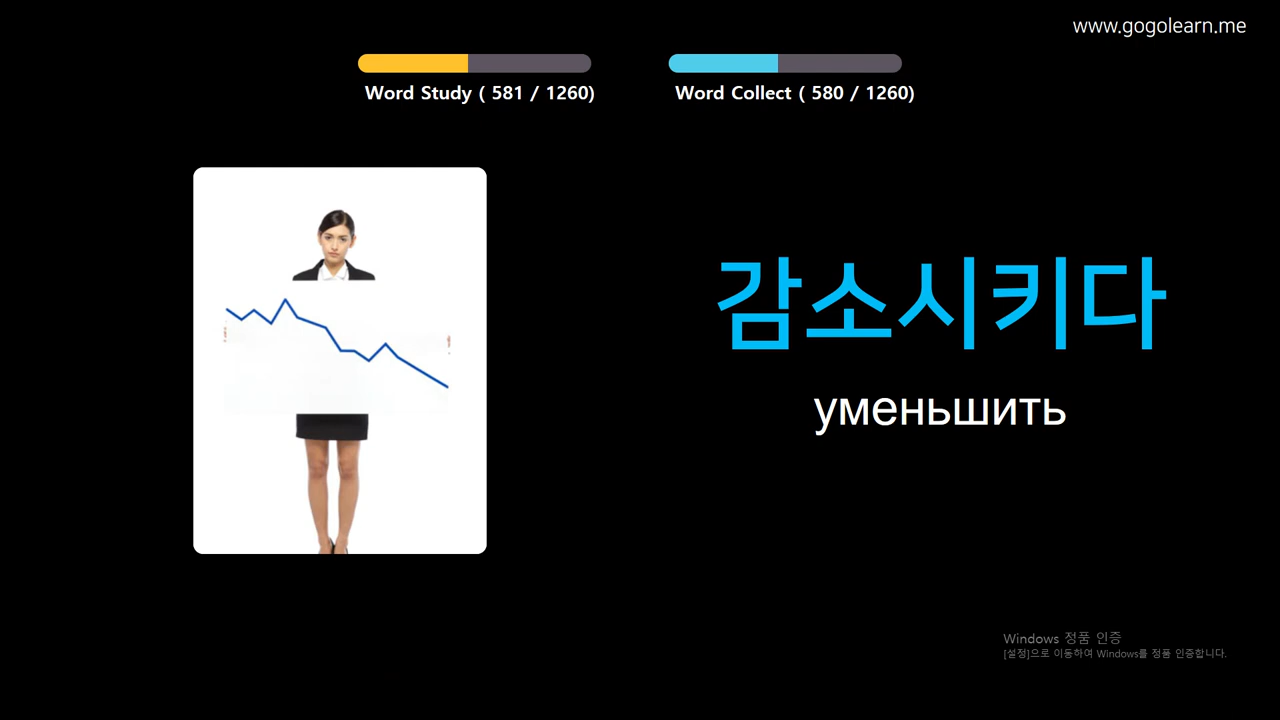 www.gogolearn.me
Word Study ( 581 / 1260)
Word Collect ( 580 / 1260)
감소시키다
уменьшить
Windows 정품 인증
[설정]으로 이동하여 Windows를 정품 인증합니다.